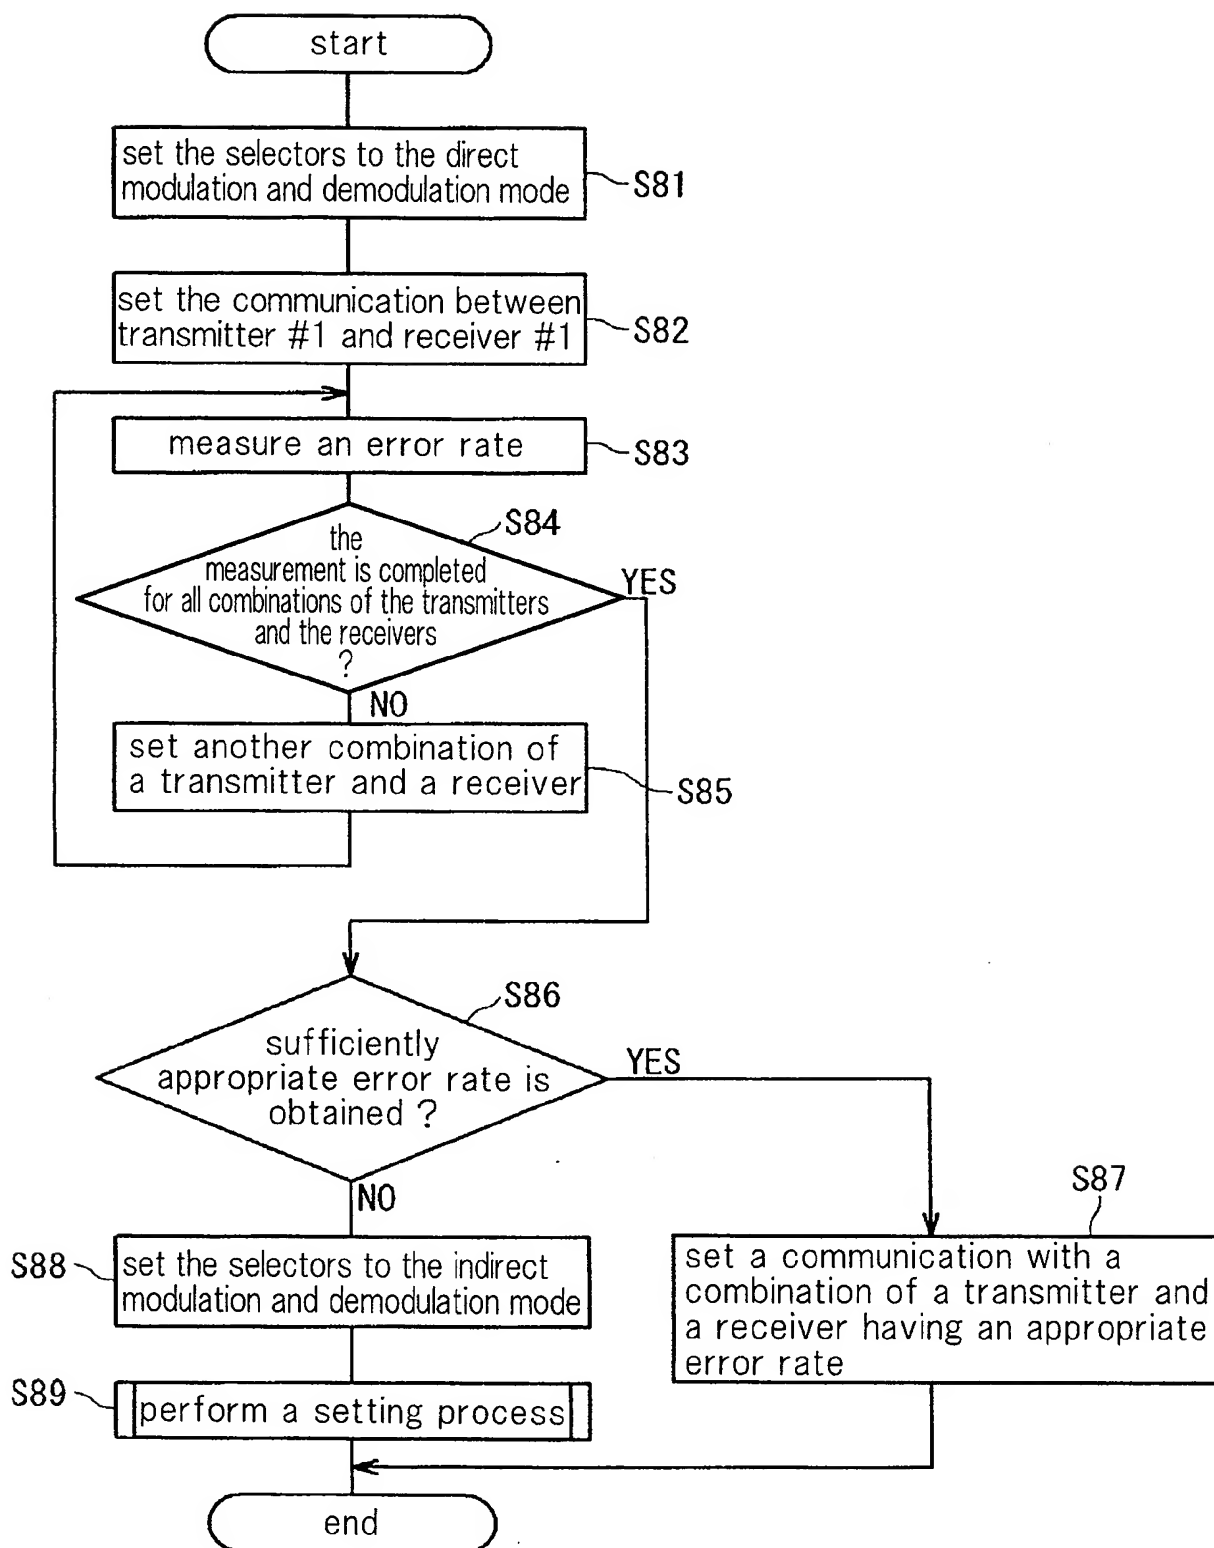 start
set the selectors to the direct
modulation and demodulation mode
S81
set the communication between
transmitter #1 and receiver #1
S82
measure an error rate
S83
S84
the
measurement is completed
for all combinations of the transmitters
and the receivers
?
YES
NO
set another combination of
a transmitter and a receiver
S85
S86
sufficiently
appropriate error rate is
obtained ?
YES
NO
S87
set a communication with a
combination of a transmitter and
a receiver having an appropriate
error rate
S88
set the selectors to the indirect
modulation and demodulation mode
S89
perform a setting process
end